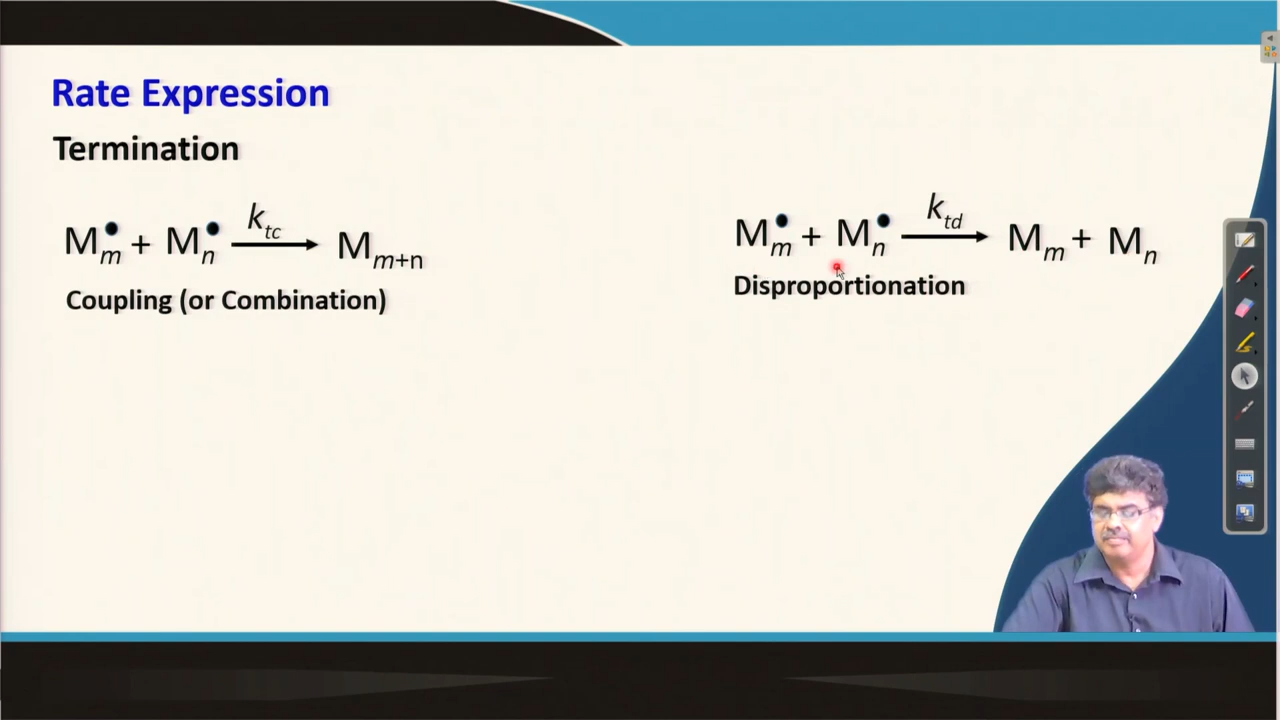 Rate Expression
Termination
M•m + M•n ktc → Mm+n
Coupling (or Combination)
M•m + M•n ktd → Mm + Mn
Disproportionation